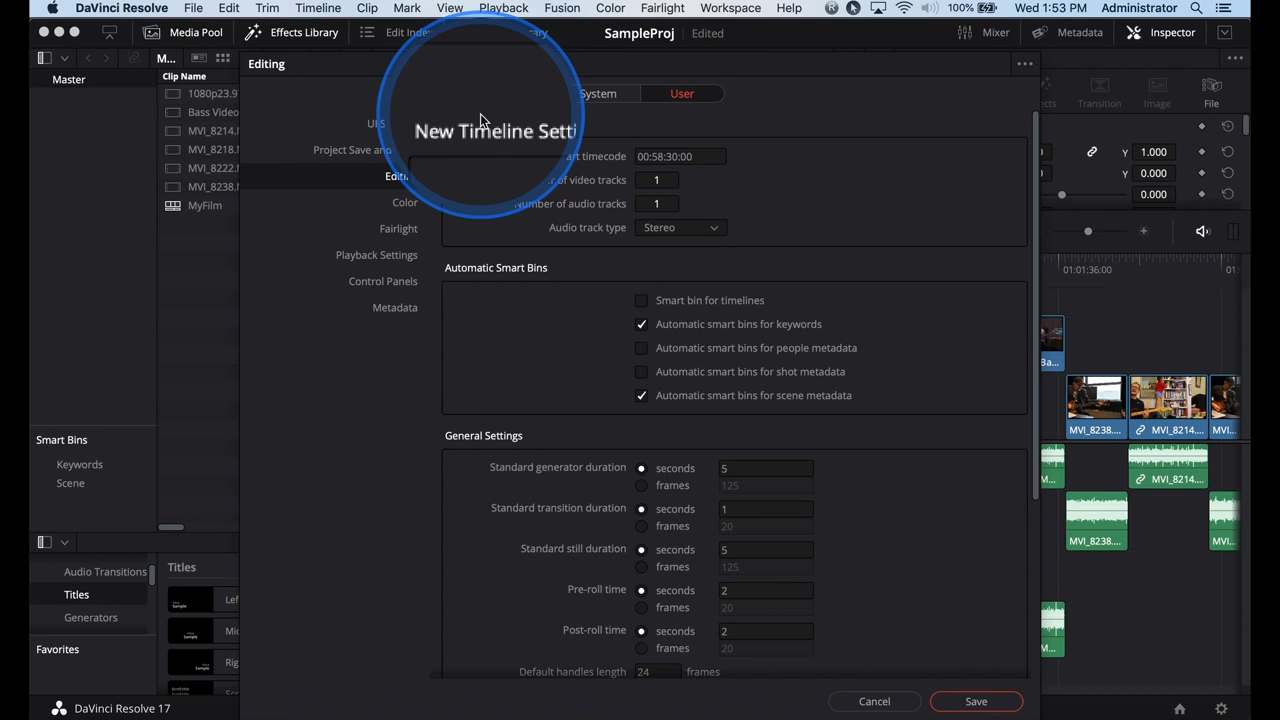 DaVinci Resolve File Edit Trim Timeline Clip Mark View Playback Fusion Color Fairlight Workspace Help 100% Wed 1:53 PM Administrator
Media Pool Effects Library Edit Index SampleProj Edited Mixer Metadata Inspector
M... Editing
Master Clip Name System User Transition Image File
1080p23.9
Bass Video
MVI_8214.M
MVI_8218.M
MVI_8222.M
MVI_8238.M
MyFilm
Project Save and
Color
Fairlight
Playback Settings
Control Panels
Metadata
New Timeline Setti
art timecode 00:58:30:00
of video tracks 1
Number of audio tracks 1
Audio track type Stereo
Y 1.000
Y 0.000
0.000
Automatic Smart Bins
Smart bin for timelines
Automatic smart bins for keywords
Automatic smart bins for people metadata
Automatic smart bins for shot metadata
Automatic smart bins for scene metadata
General Settings
Standard generator duration seconds 5
frames 125
Standard transition duration seconds 1
frames 20
Standard still duration seconds 5
frames 125
Pre-roll time seconds 2
frames 20
Post-roll time seconds 2
frames 20
Default handles length 24 frames
Cancel Save
01:01:36:00
Ba...
MVI_8238.... MVI_8214.... MVI...
M... MVI_8214....
MVI_8238.... MVI...
M...
Smart Bins
Keywords
Scene
Audio Transitions
Titles
Generators
Favorites
Titles
Lef
Mic
Rig
DaVinci Resolve 17